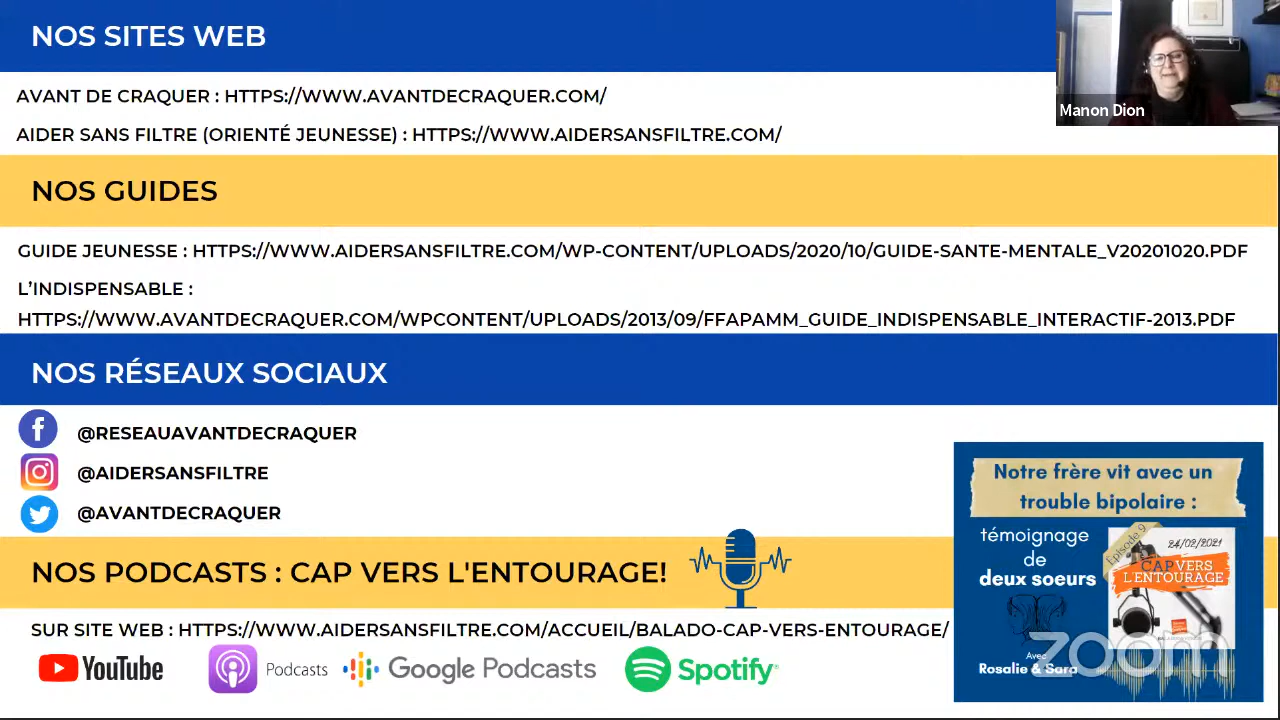 NOS SITES WEB
Manon Dion
AVANT DE CRAQUER : HTTPS://WWW.AVANTDECRAQUER.COM/
AIDER SANS FILTRE (ORIENTÉ JEUNESSE) : HTTPS://WWW.AIDERSANSFILTRE.COM/
NOS GUIDES
GUIDE JEUNESSE : HTTPS://WWW.AIDERSANSFILTRE.COM/WP-CONTENT/UPLOADS/2020/10/GUIDE-SANTE-MENTALE_V20201020.PDF
L'INDISPENSABLE :
HTTPS://WWW.AVANTDECRAQUER.COM/WPCONTENT/UPLOADS/2013/09/FFAPAMM_GUIDE_INDISPENSABLE_INTERACTIF-2013.PDF
NOS RÉSEAUX SOCIAUX
@RESEAUAVANTDECRAQUER
@AIDERSANSFILTRE
@AVANTDECRAQUER
NOS PODCASTS : CAP VERS L'ENTOURAGE!
SUR SITE WEB : HTTPS://WWW.AIDERSANSFILTRE.COM/ACCUEIL/BALADO-CAP-VERS-ENTOURAGE/
YouTube
Podcasts
Google Podcasts
Spotify
Notre frère vit avec un
trouble bipolaire :
témoignage
de
deux soeurs
Avec
Rosalie & Sara
Episode 9
24/02/2021
CAP VERS
L'ENTOURAGE
zoom